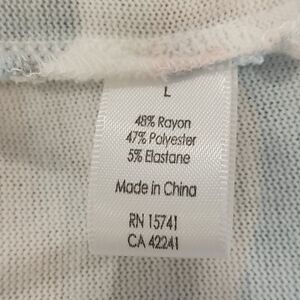 L
48% Rayon
47% Polyester
5% Elastane
Made in China
RN 15741
CA 42241